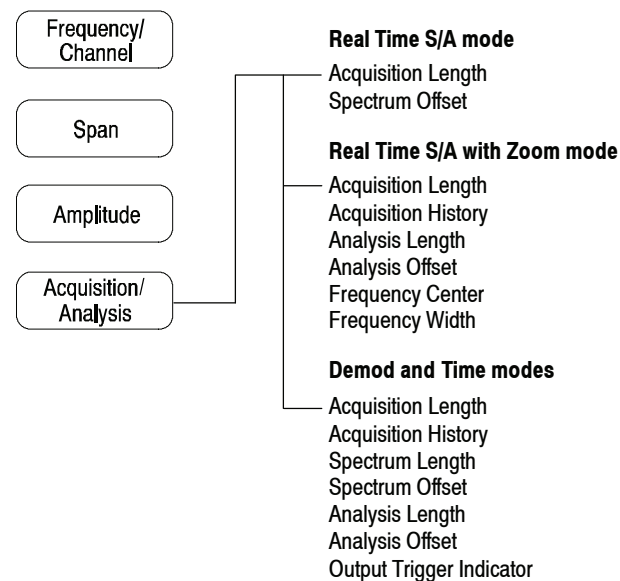 Frequency/
Channel
Span
Amplitude
Acquisition/
Analysis
Real Time S/A mode
Acquisition Length
Spectrum Offset
Real Time S/A with Zoom mode
Acquisition Length
Acquisition History
Analysis Length
Analysis Offset
Frequency Center
Frequency Width
Demod and Time modes
Acquisition Length
Acquisition History
Spectrum Length
Spectrum Offset
Analysis Length
Analysis Offset
Output Trigger Indicator